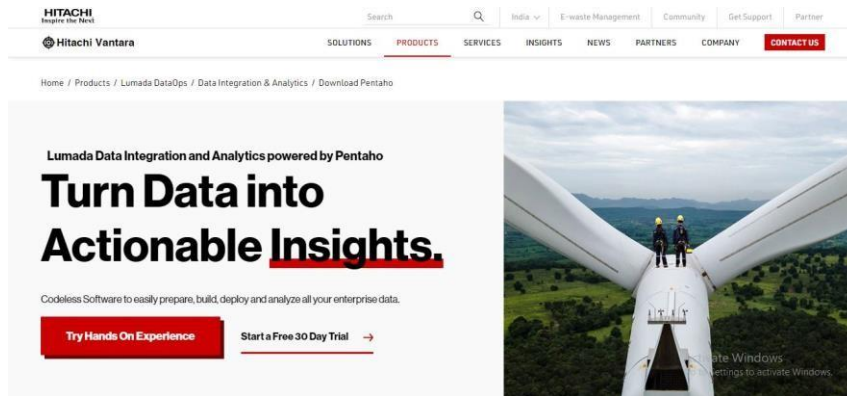 HITACHI
Inspire the Next
Search India E-waste Management Community Get Support Partner
Hitachi Vantara SOLUTIONS PRODUCTS SERVICES INSIGHTS NEWS PARTNERS COMPANY CONTACT US
Home / Products / Lumada DataOps / Data Integration & Analytics / Download Pentaho
Lumada Data Integration and Analytics powered by Pentaho
Turn Data into
Actionable Insights.
Codeless Software to easily prepare, build, deploy and analyze all your enterprise data.
Try Hands On Experience Start a Free 30 Day Trial →
Windows
Settings to activate Windows.